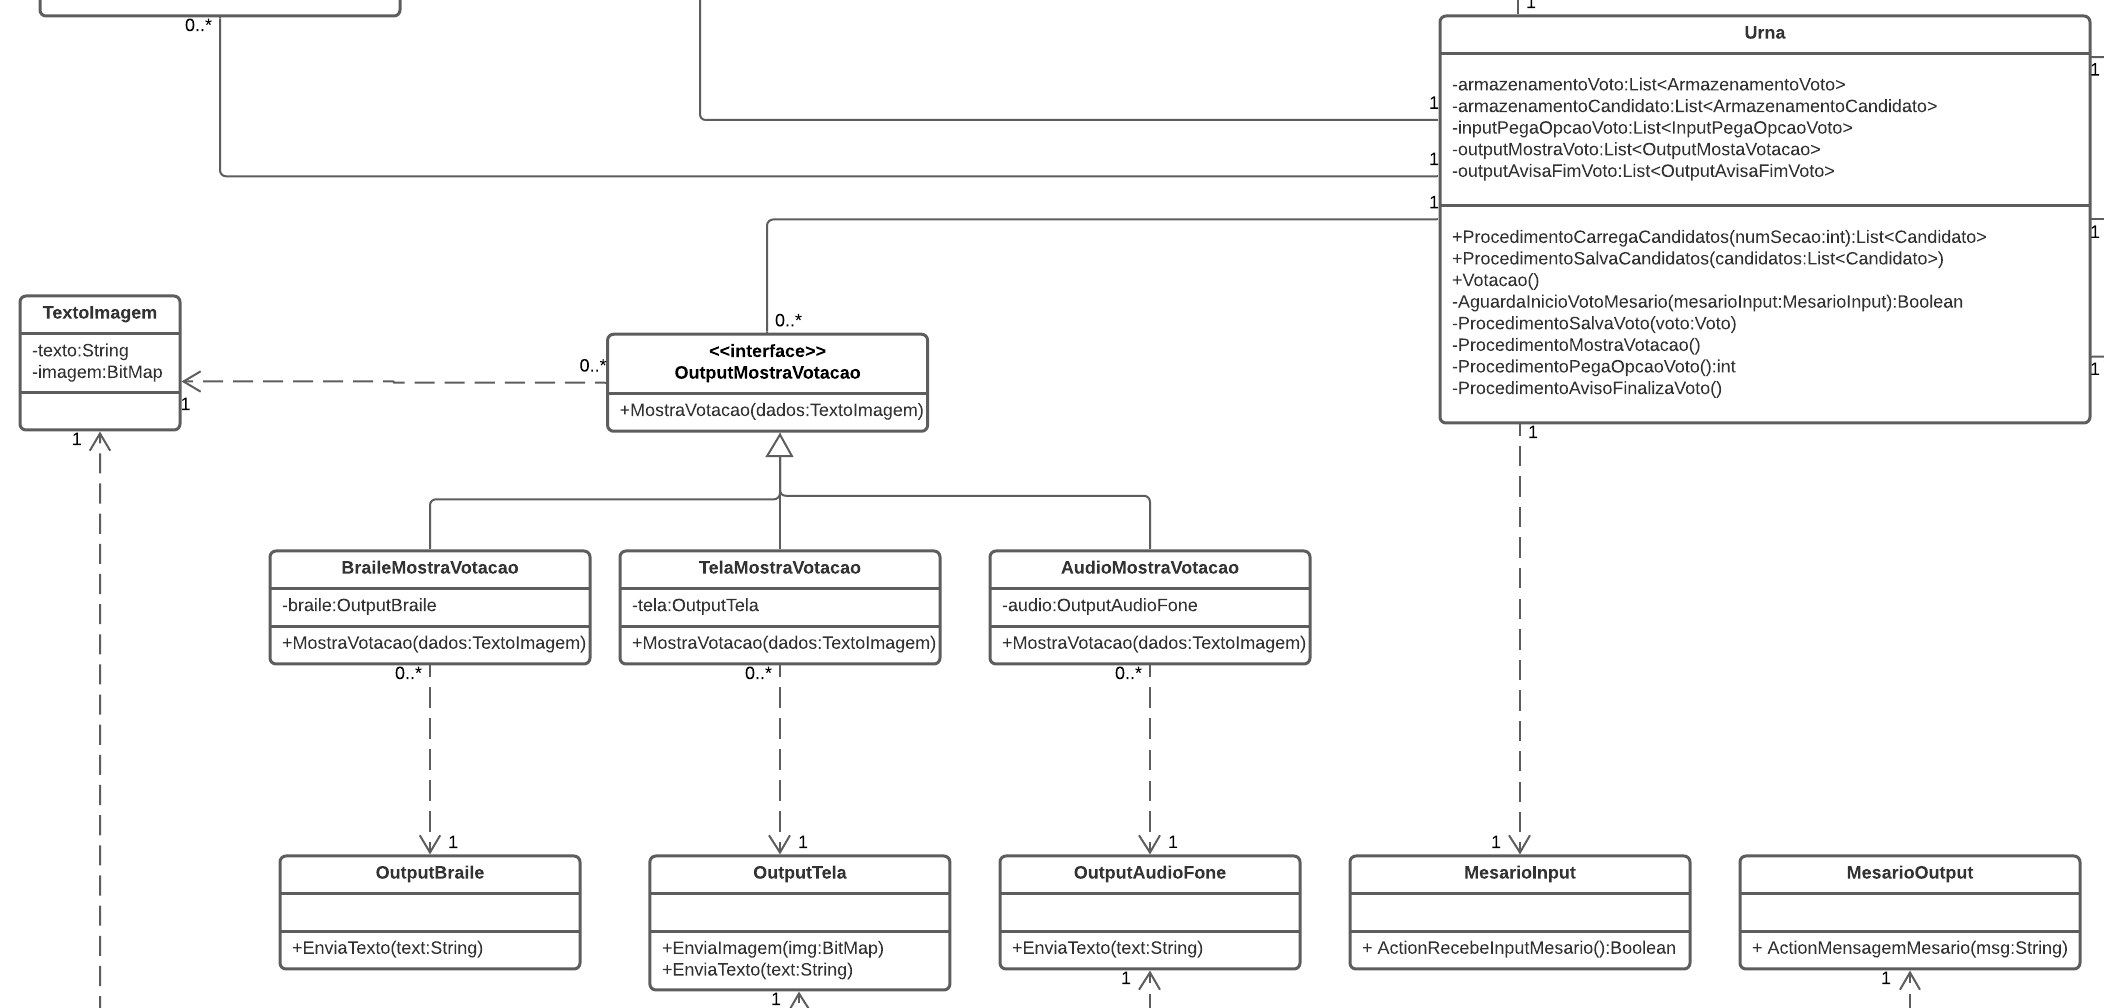 0..*
1
Urna
-armazenamentoVoto:List<ArmazenamentoVoto>
-armazenamentoCandidato:List<ArmazenamentoCandidato>
-inputPegaOpcaoVoto:List<InputPegaOpcaoVoto>
-outputMostraVoto:List<OutputMostaVotacao>
-outputAvisaFimVoto:List<OutputAvisaFimVoto>
+ProcedimentoCarregaCandidatos(numSecao:int):List<Candidato>
+ProcedimentoSalvaCandidatos(candidatos:List<Candidato>)
+Votacao()
-AguardaInicioVotoMesario(mesarioInput:MesarioInput):Boolean
-ProcedimentoSalvaVoto(voto:Voto)
-ProcedimentoMostraVotacao()
-ProcedimentoPegaOpcaoVoto():int
-ProcedimentoAvisoFinalizaVoto()
1
1
1
1
1
1
1
0..*
TextoImagem
-texto:String
-imagem:BitMap
1
1
0..*
<<interface>>
OutputMostraVotacao
+MostraVotacao(dados:TextoImagem)
BraileMostraVotacao
-braile:OutputBraile
+MostraVotacao(dados:TextoImagem)
0..*
TelaMostraVotacao
-tela:OutputTela
+MostraVotacao(dados:TextoImagem)
0..*
AudioMostraVotacao
-audio:OutputAudioFone
+MostraVotacao(dados:TextoImagem)
0..*
1
OutputBraile
+EnviaTexto(text:String)
1
OutputTela
+EnviaImagem(img:BitMap)
+EnviaTexto(text:String)
1
1
OutputAudioFone
+EnviaTexto(text:String)
1
1
MesarioInput
+ ActionRecebeInputMesario():Boolean
MesarioOutput
+ ActionMensagemMesario(msg:String)
1